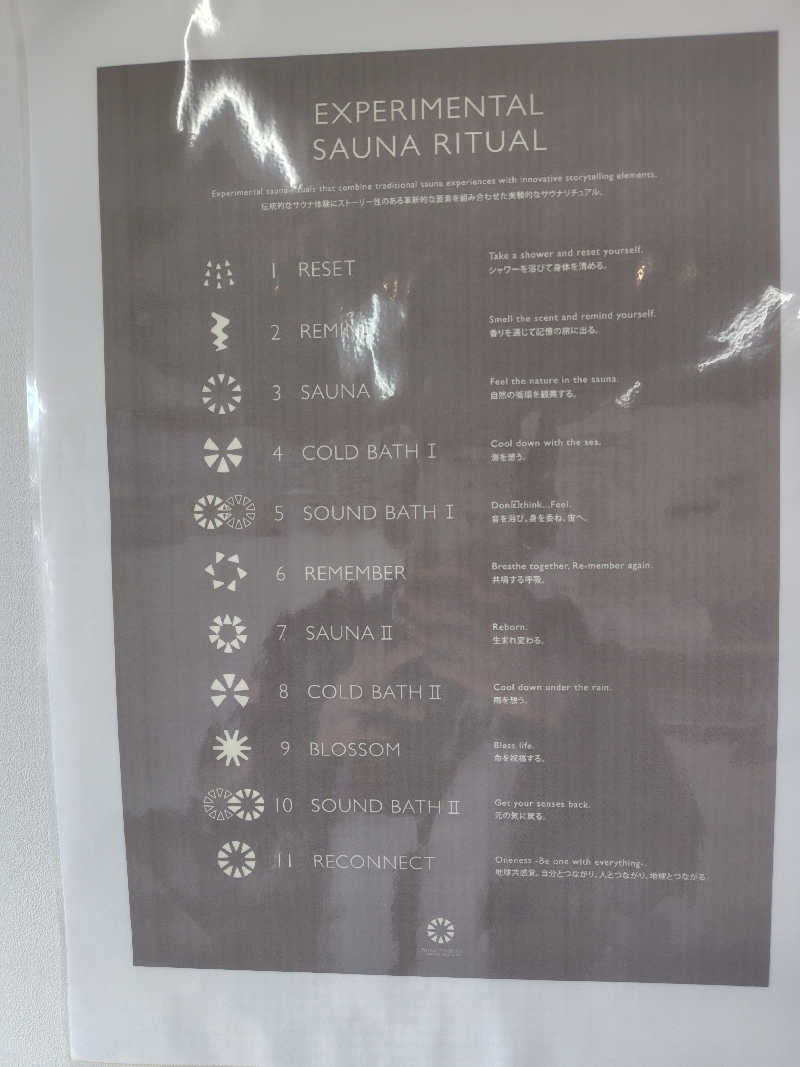 EXPERIMENTAL
SAUNA RITUAL
Experimental sauna rituals that combine traditional sauna experiences with innovative storytelling elements.
伝統的なサウナ体験にストーリー性のある革新的な要素を組み合わせた実験的なサウナリチュアル。
1 RESET
Take a shower and reset yourself.
シャワーを浴びて身体を清める。
2 REMIND
Smell the scent and remind yourself.
香りを通じて記憶の旅に出る。
3 SAUNA
Feel the nature in the sauna.
自然の循環を観察する。
4 COLD BATH Ⅰ
Cool down with the sea.
海を想う。
5 SOUND BATH Ⅰ
Don think...Feel.
音を浴び、身を委ね、宙へ。
6 REMEMBER
Breathe together, Re-member again.
共鳴する呼吸。
7 SAUNA Ⅱ
Reborn.
生まれ変わる。
8 COLD BATH Ⅱ
Cool down under the rain.
雨を想う。
9 BLOSSOM
Bless life.
命を祝福する。
10 SOUND BATH Ⅱ
Get your senses back.
元の気に戻る。
11 RECONNECT
Oneness -Be one with everything-.
地球共感覚。自分とつながり、人とつながり、地球とつながる。